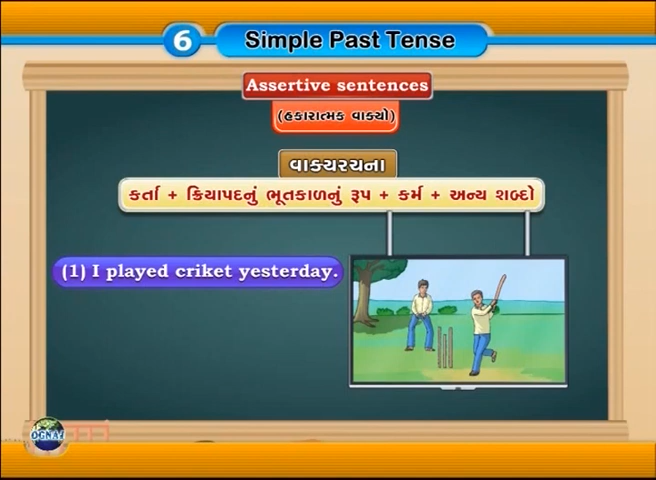 6 Simple Past Tense
Assertive sentences
(હકારાત્મક વાક્યો)
વાક્યરચના
કર્તા + ક્રિયાપદનું ભૂતકાળનું રૂપ + કર્મ + અન્ય શબ્દો
(1) I played criket yesterday.